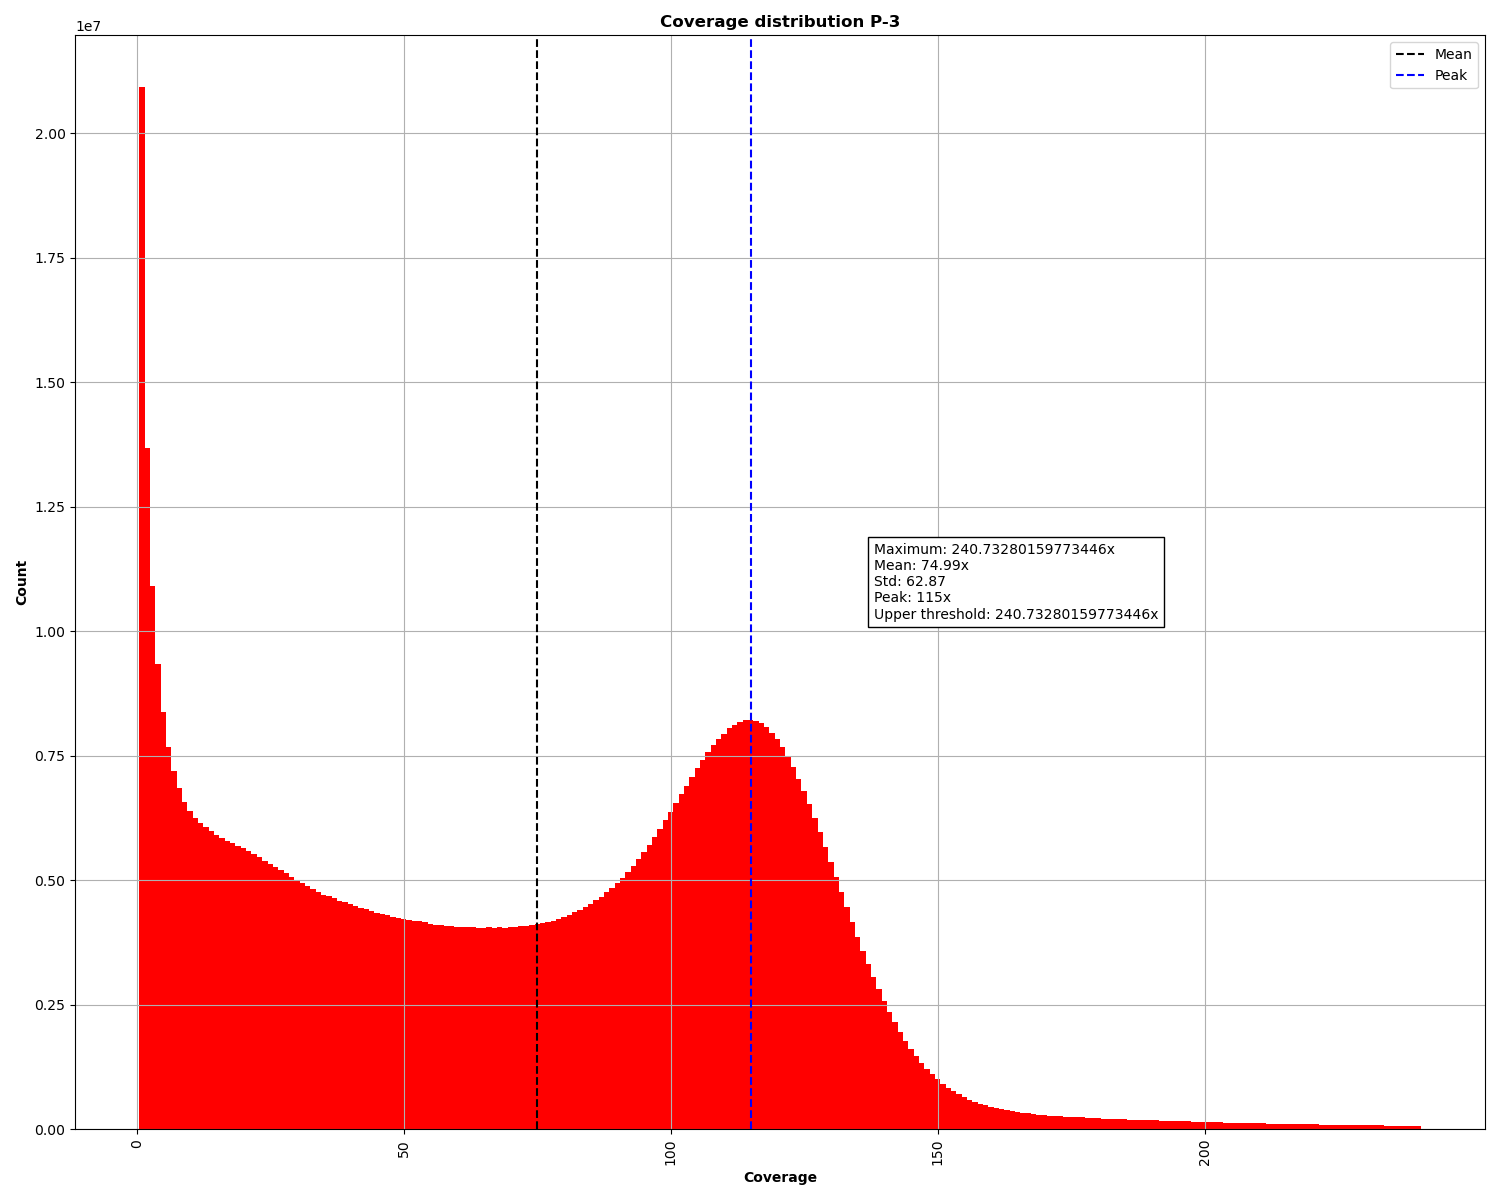 Coverage distribution P-3
1e7
Mean
Peak
2.00
1.75
1.50
1.25
1.00
0.75
0.50
0.25
0.00
Count
Maximum: 240.73280159773446x
Mean: 74.99x
Std: 62.87
Peak: 115x
Upper threshold: 240.73280159773446x
0
50
100
150
200
Coverage